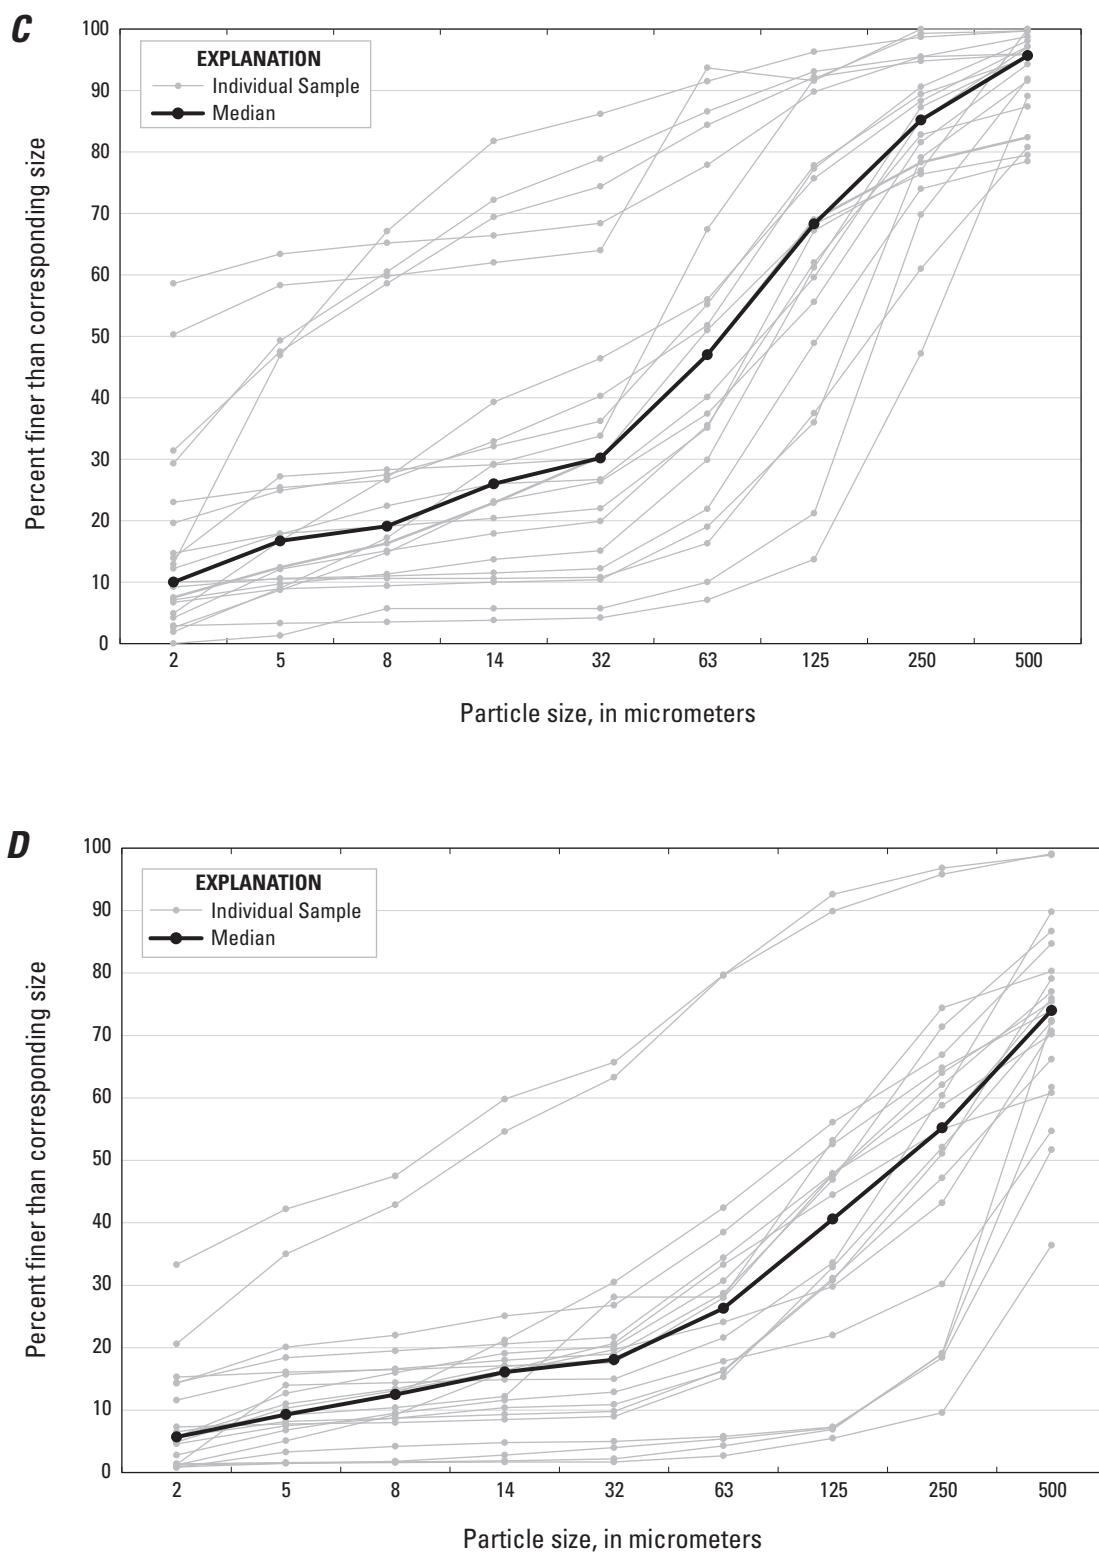 C
EXPLANATION
Individual Sample
Median
100
90
80
70
60
50
40
30
20
10
0
Percent finer than corresponding size
2 5 8 14 32 63 125 250 500
Particle size, in micrometers
D
EXPLANATION
Individual Sample
Median
100
90
80
70
60
50
40
30
20
10
0
Percent finer than corresponding size
2 5 8 14 32 63 125 250 500
Particle size, in micrometers